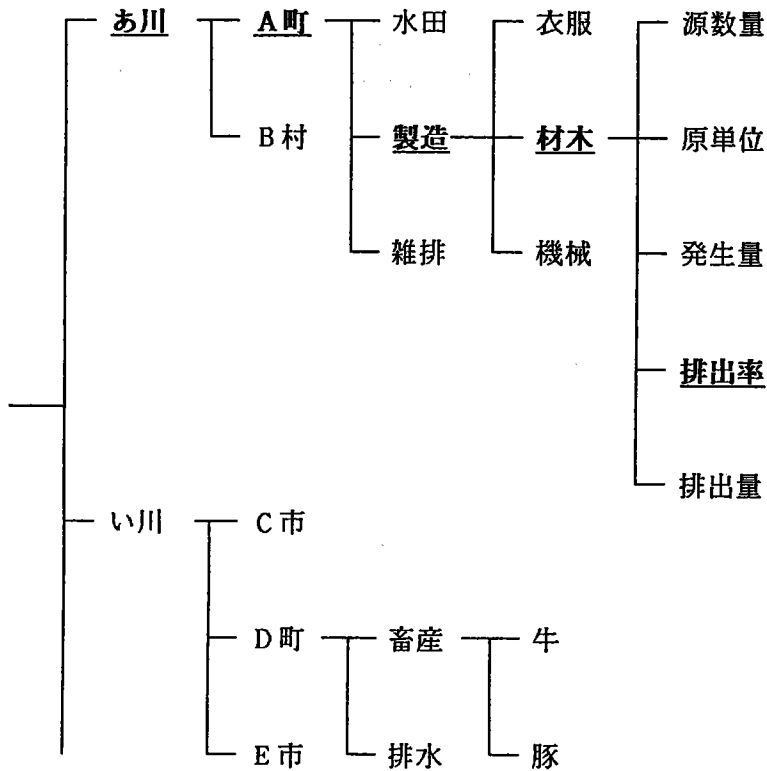 あ川 A町 水田 衣服 源数量
B村 製造 材木 原単位
雑排 機械 発生量
排出率
排出量
い川 C市
D町 畜産 牛
E市 排水 豚